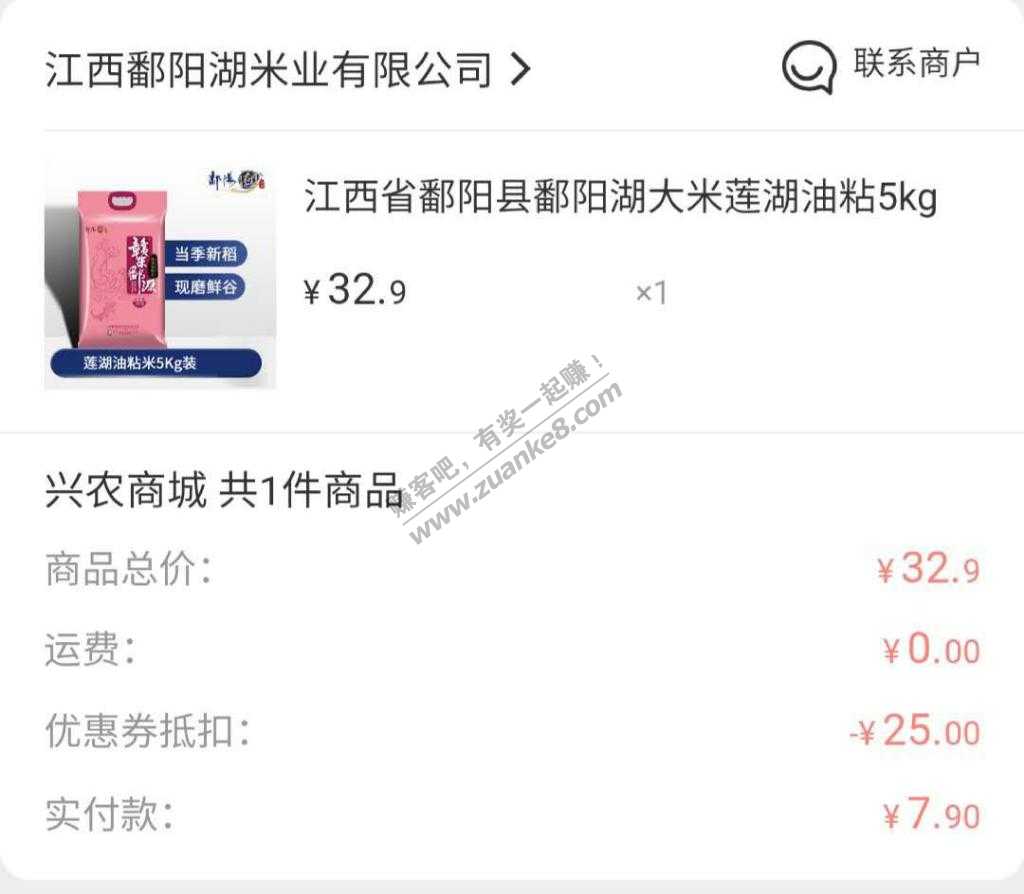 江西鄱阳湖米业有限公司 >
联系商户
鄱阳
江西省鄱阳县鄱阳湖大米莲湖油粘5kg
当季新稻
现磨鲜谷
莲湖油粘米5Kg装
¥32.9
×1
赚客吧，有奖一起赚！
www.zuanke8.com
兴农商城 共1件商品
商品总价：
¥32.9
运费：
¥0.00
优惠券抵扣：
-¥25.00
实付款：
¥7.90